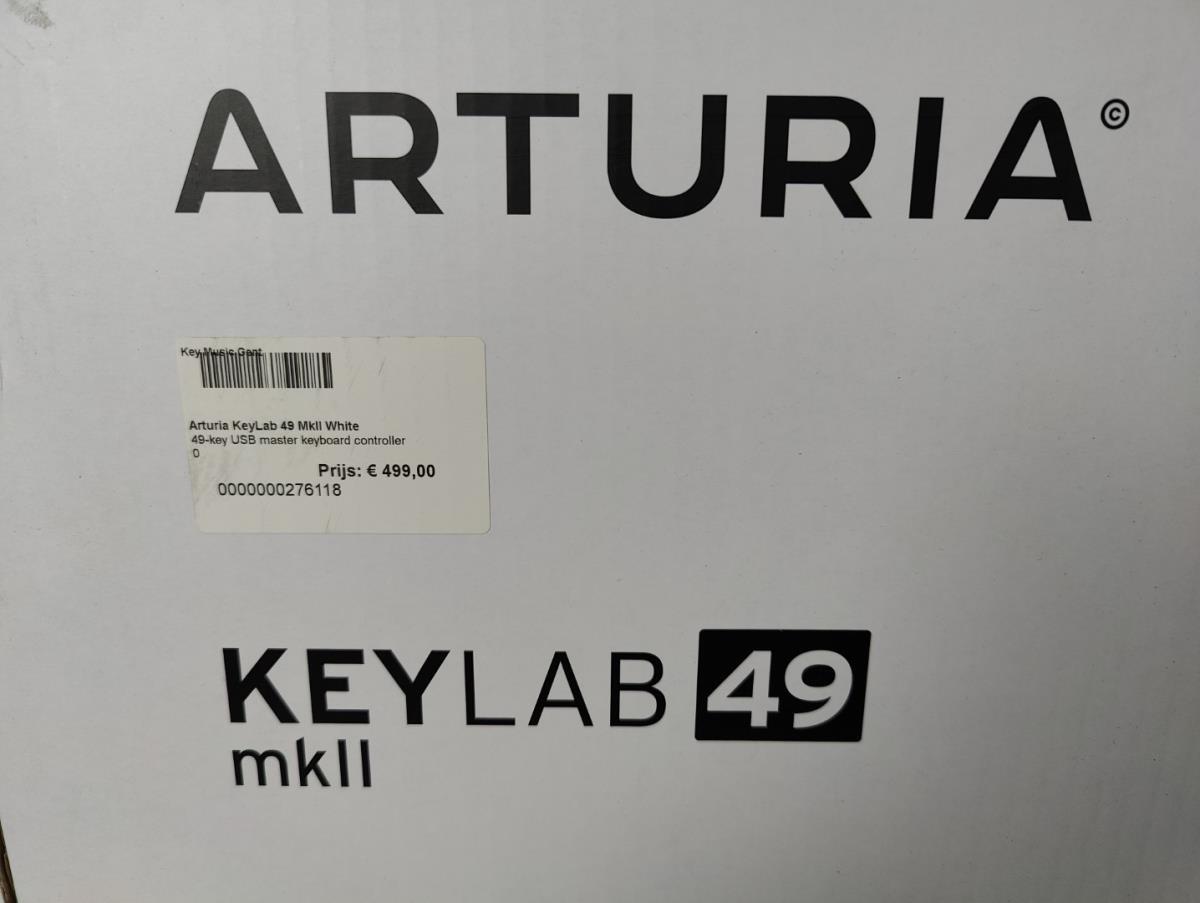 ARTURIA©
Key Music Gent
Arturia KeyLab 49 MkII White
49-key USB master keyboard controller
0
Prijs: € 499,00
0000000276118
KEYLAB 49
mkII